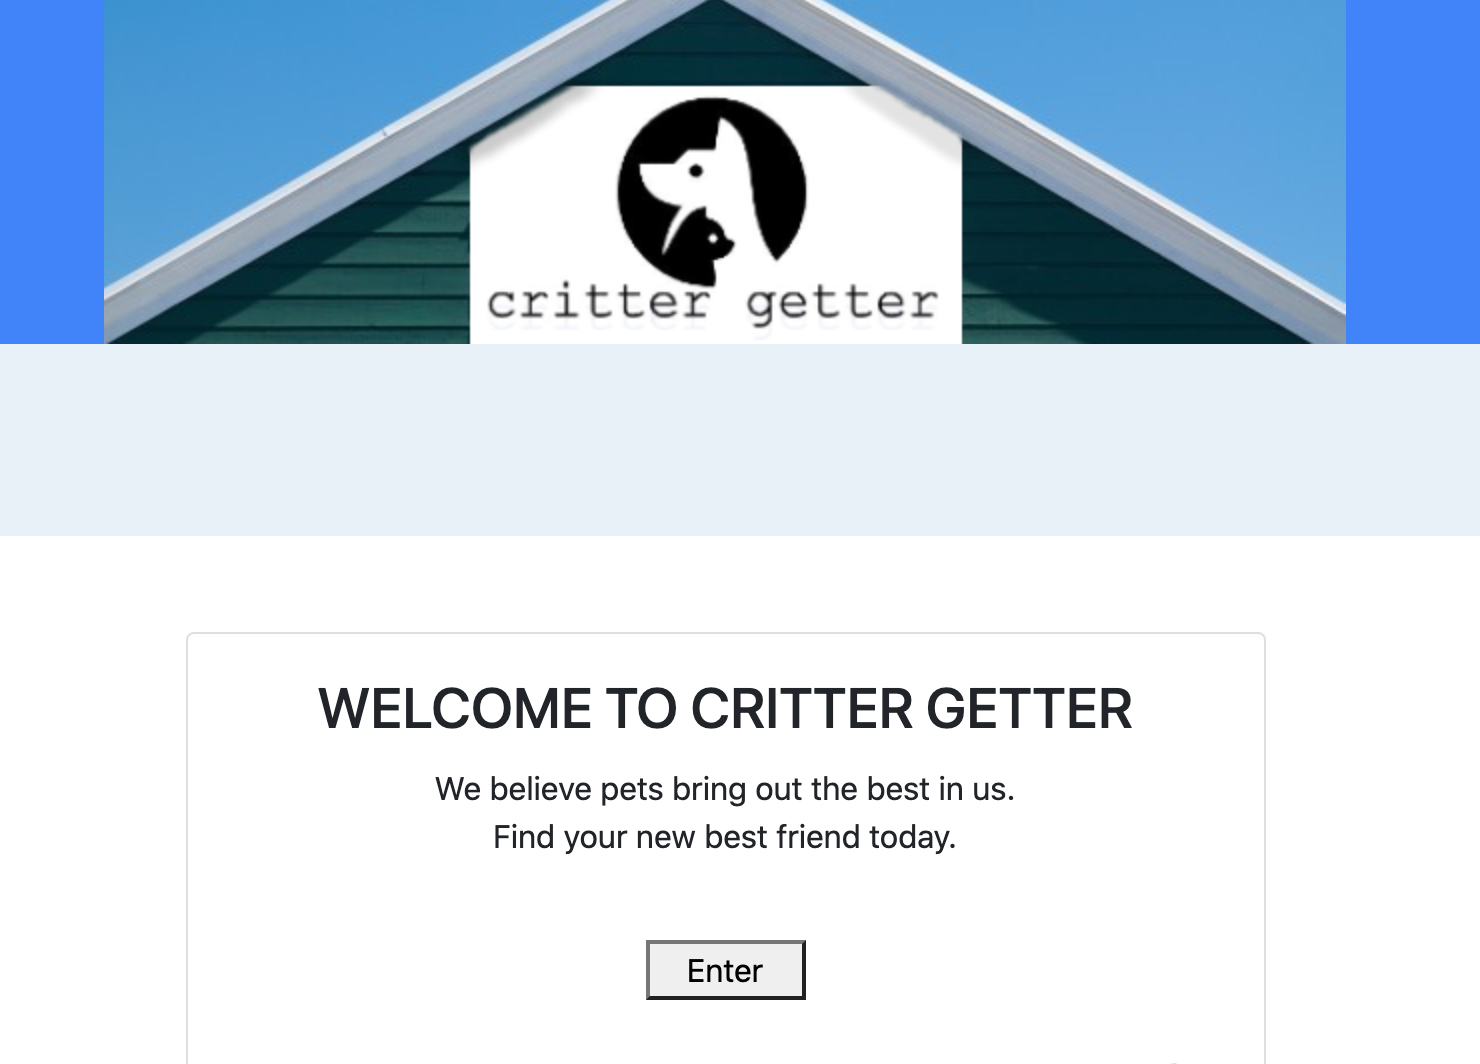 critter getter
WELCOME TO CRITTER GETTER
We believe pets bring out the best in us.
Find your new best friend today.
Enter